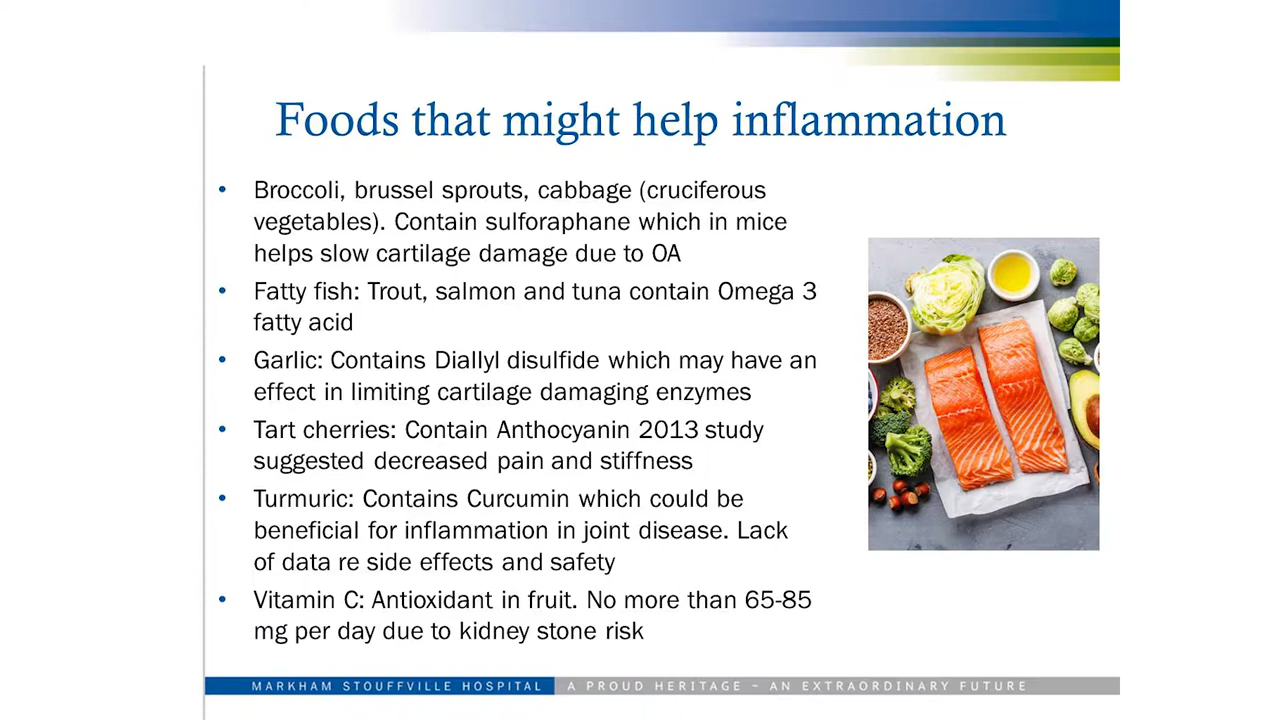 Foods that might help inflammation
• Broccoli, brussel sprouts, cabbage (cruciferous
vegetables). Contain sulforaphane which in mice
helps slow cartilage damage due to OA
• Fatty fish: Trout, salmon and tuna contain Omega 3
fatty acid
• Garlic: Contains Diallyl disulfide which may have an
effect in limiting cartilage damaging enzymes
• Tart cherries: Contain Anthocyanin 2013 study
suggested decreased pain and stiffness
• Turmuric: Contains Curcumin which could be
beneficial for inflammation in joint disease. Lack
of data re side effects and safety
• Vitamin C: Antioxidant in fruit. No more than 65-85
mg per day due to kidney stone risk
MARKHAM STOUFFVILLE HOSPITAL A PROUD HERITAGE ~ AN EXTRAORDINARY FUTURE